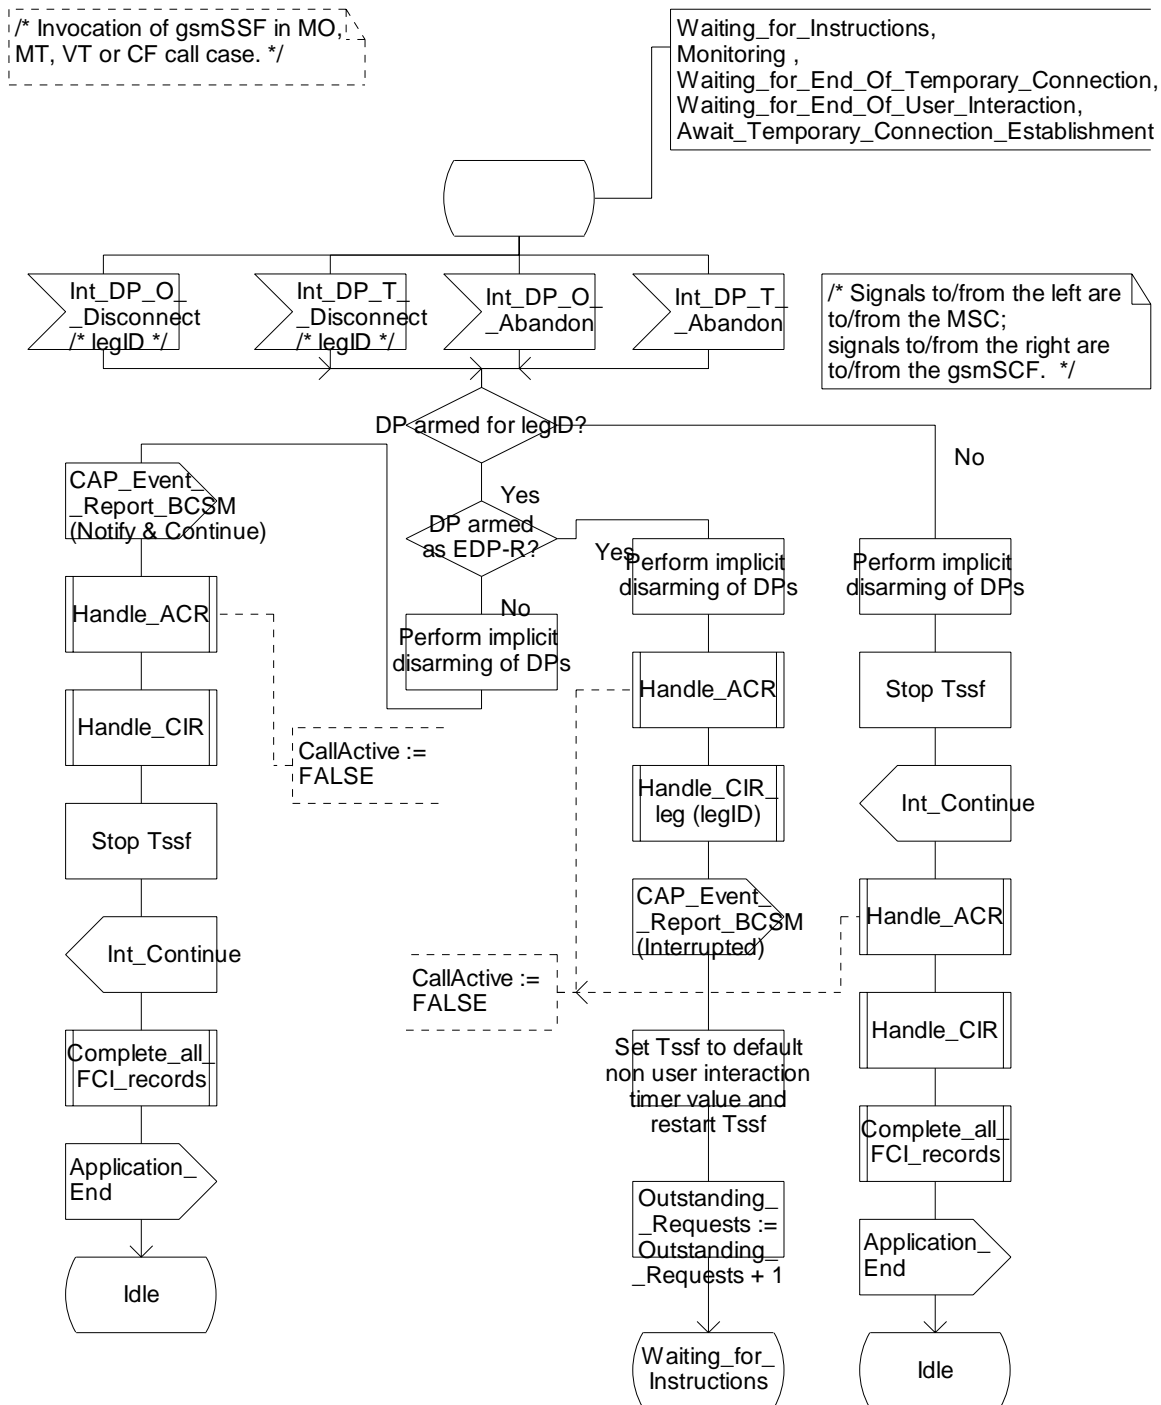 /* Invocation of gsmSSF in MO,
MT, VT or CF call case. */
Waiting_for_Instructions,
Monitoring ,
Waiting_for_End_Of_Temporary_Connection,
Waiting_for_End_Of_User_Interaction,
Await_Temporary_Connection_Establishment
Int_DP_O_
_Disconnect
/* legID */
Int_DP_T_
_Disconnect
/* legID */
Int_DP_O_
_Abandon
Int_DP_T_
_Abandon
/* Signals to/from the left are
to/from the MSC;
signals to/from the right are
to/from the gsmSCF.  */
DP armed for legID?
No
Yes
DP armed
as EDP-R?
Yes
No
Perform implicit
disarming of DPs
CAP_Event_
_Report_BCSM
(Notify & Continue)
Handle_ACR
CallActive :=
FALSE
Handle_CIR
Stop Tssf
Int_Continue
Complete_all_
FCI_records
Application_
End
Idle
Perform implicit
disarming of DPs
Handle_ACR
Handle_CIR_
leg (legID)
CAP_Event_
_Report_BCSM
(Interrupted)
CallActive :=
FALSE
Set Tssf to default
non user interaction
timer value and
restart Tssf
Outstanding_
_Requests :=
Outstanding_
_Requests + 1
Waiting_for_
Instructions
Perform implicit
disarming of DPs
Stop Tssf
Int_Continue
Handle_ACR
Handle_CIR
Complete_all_
FCI_records
Application_
End
Idle